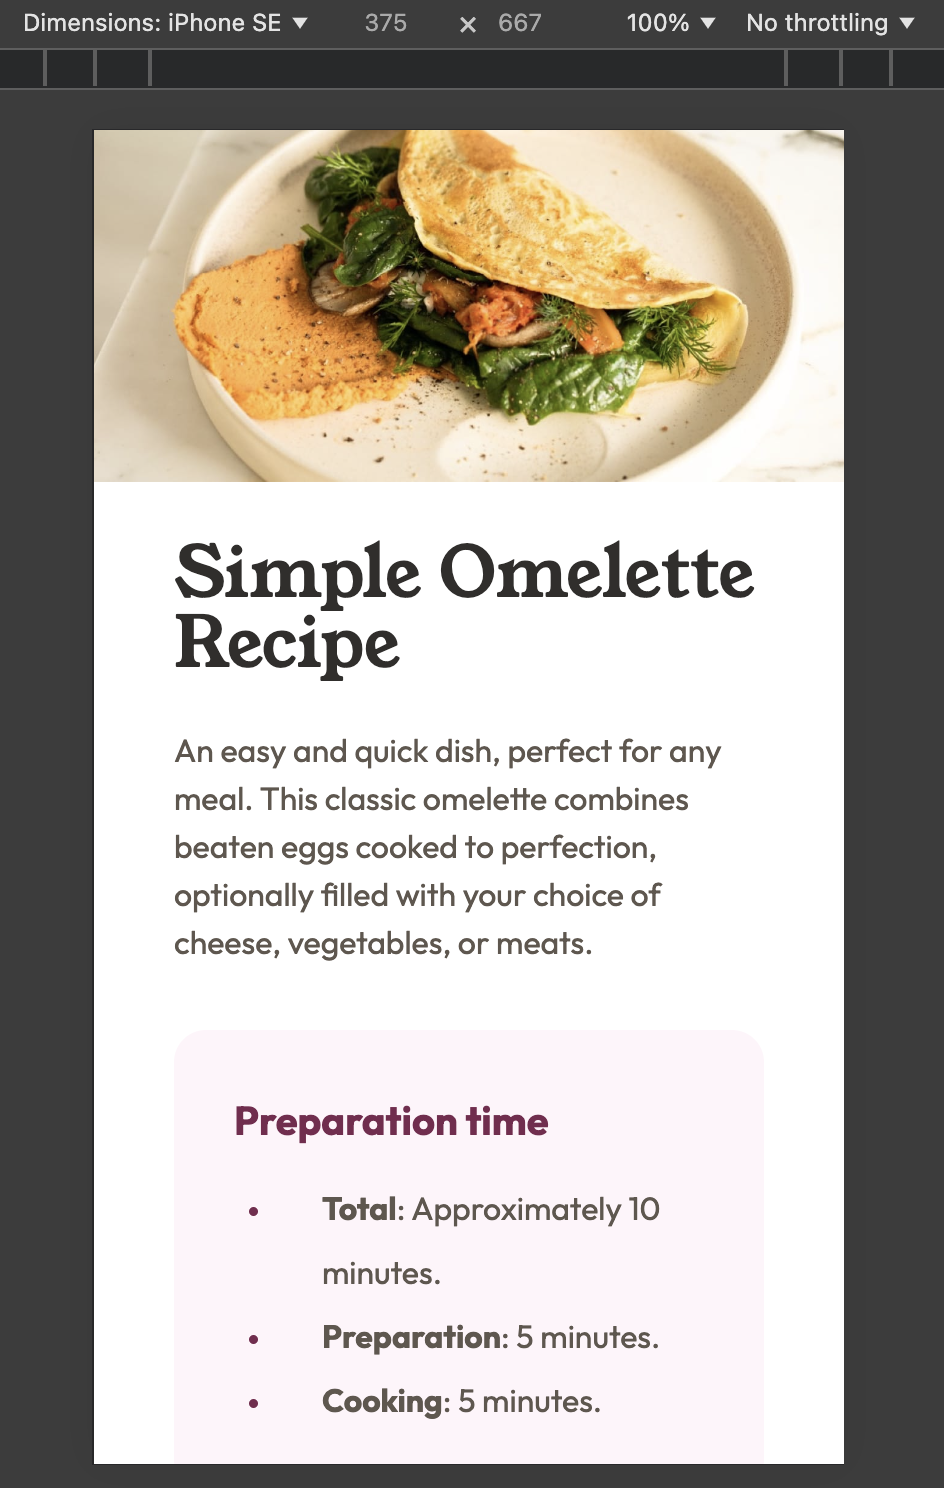 Dimensions: iPhone SE ▼ 375 × 667 100% ▼ No throttling ▼
Simple Omelette
Recipe
An easy and quick dish, perfect for any
meal. This classic omelette combines
beaten eggs cooked to perfection,
optionally filled with your choice of
cheese, vegetables, or meats.
Preparation time
• Total: Approximately 10
minutes.
• Preparation: 5 minutes.
• Cooking: 5 minutes.